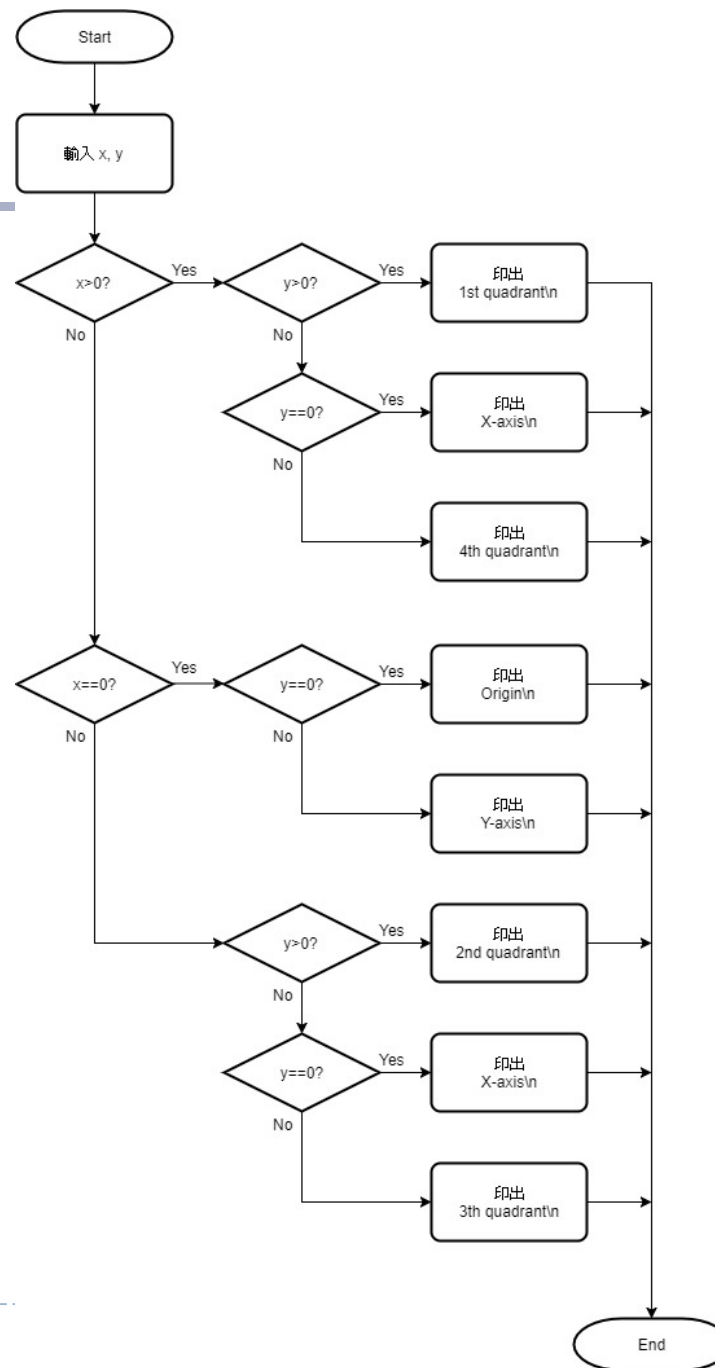 Start
輸入 x, y
x>0?
Yes
y>0?
Yes
印出
1st quadrant\n
No
No
y==0?
Yes
印出
X-axis\n
No
印出
4th quadrant\n
x==0?
Yes
y==0?
Yes
印出
Origin\n
No
No
印出
Y-axis\n
y>0?
Yes
印出
2nd quadrant\n
No
y==0?
Yes
印出
X-axis\n
No
印出
3th quadrant\n
End